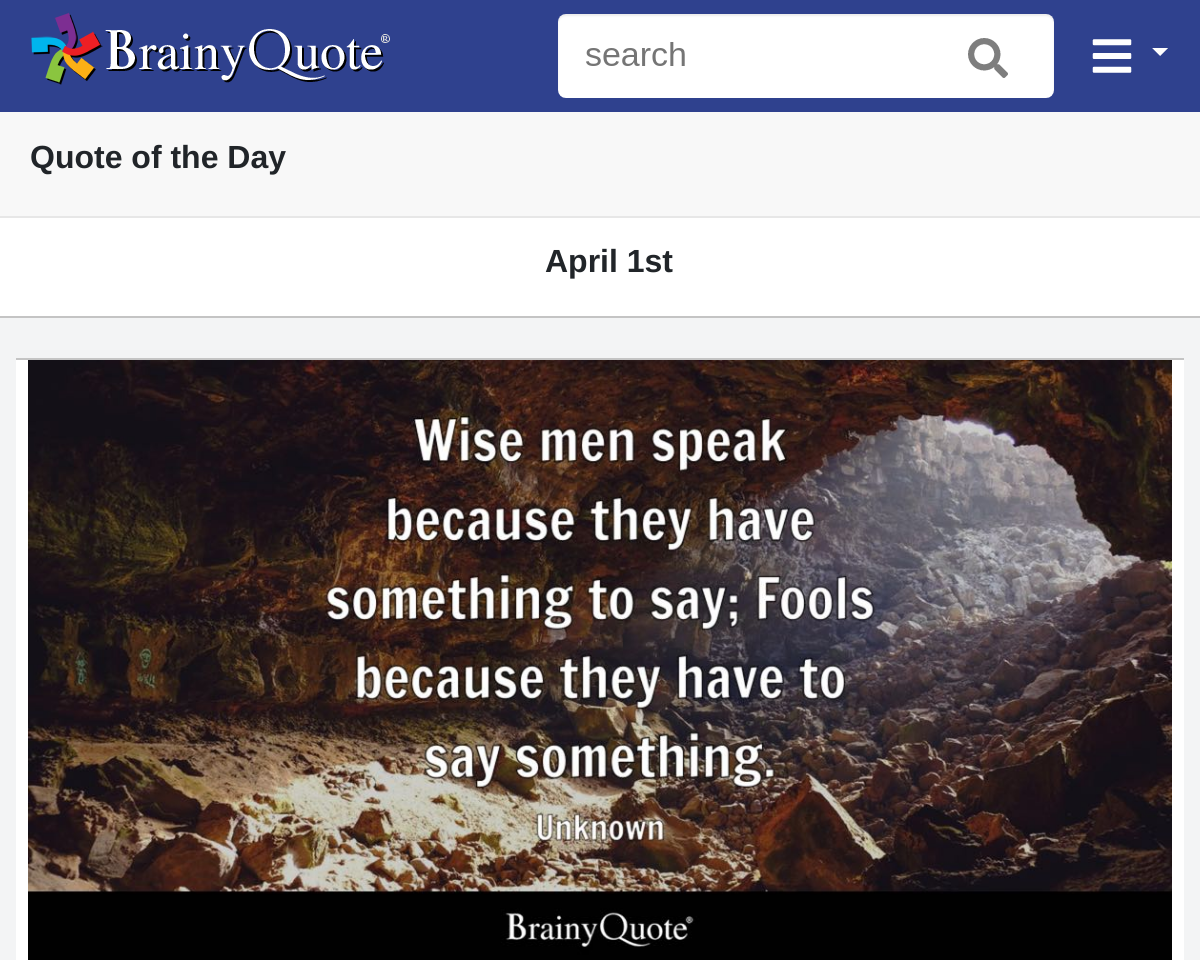 BrainyQuote®
search
Quote of the Day
April 1st
Wise men speak
because they have
something to say; Fools
because they have to
say something.
Unknown
BrainyQuote®